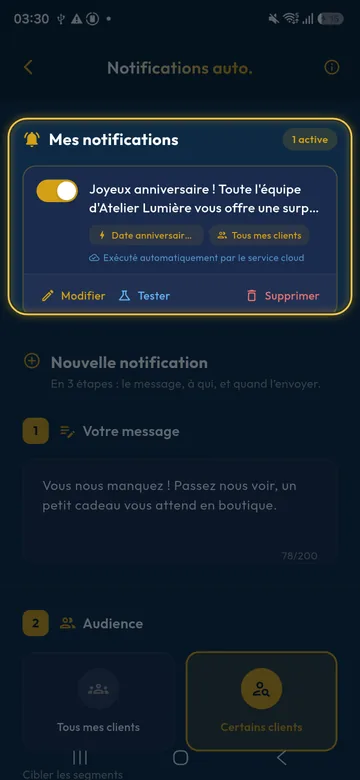 03:30
Notifications auto.
Mes notifications
1 active
Joyeux anniversaire ! Toute l'équipe
d'Atelier Lumière vous offre une surp...
Date anniversair...
Tous mes clients
Exécuté automatiquement par le service cloud
Modifier
Tester
Supprimer
Nouvelle notification
En 3 étapes : le message, à qui, et quand l'envoyer.
1
Votre message
Vous nous manquez ! Passez nous voir, un
petit cadeau vous attend en boutique.
78/200
2
Audience
Tous mes clients
Certains clients
Cibler les segments